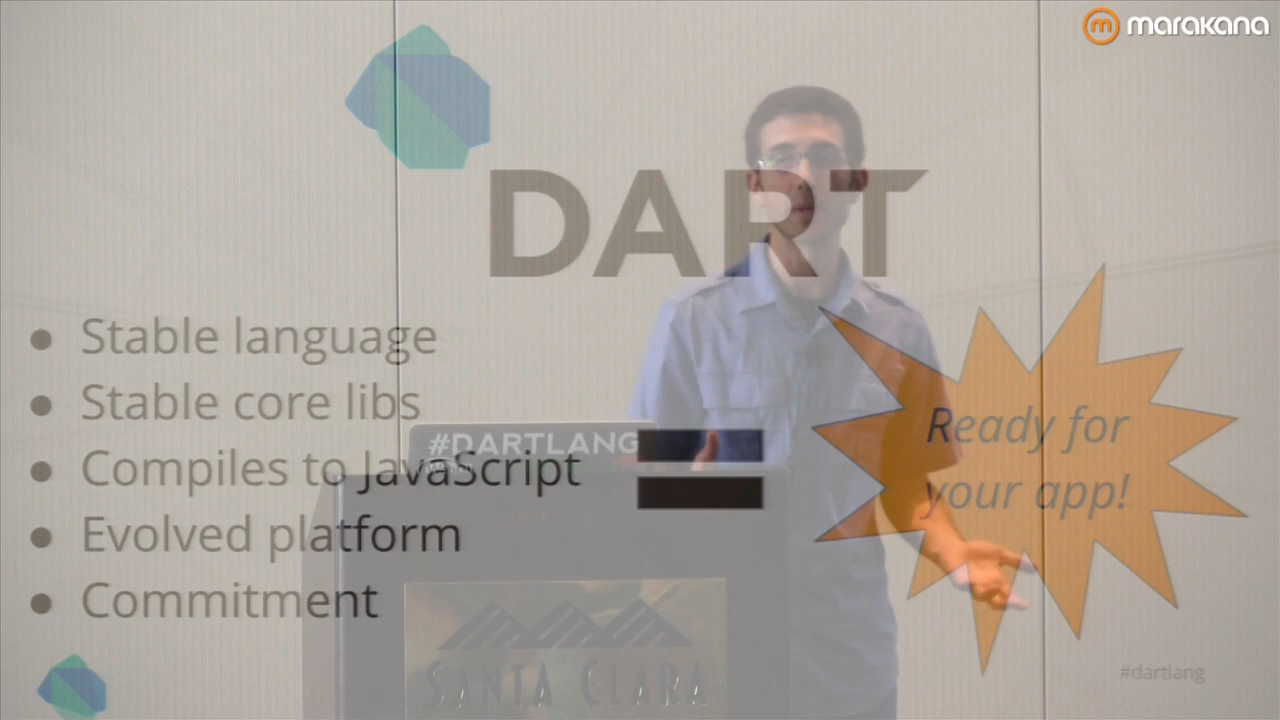 marakana
DART
Stable language
Stable core libs
#DARTLANG
Compiles to JavaScript
Evolved platform
Commitment
=
Ready for
your app!
SANTA CLARA
#dartlang